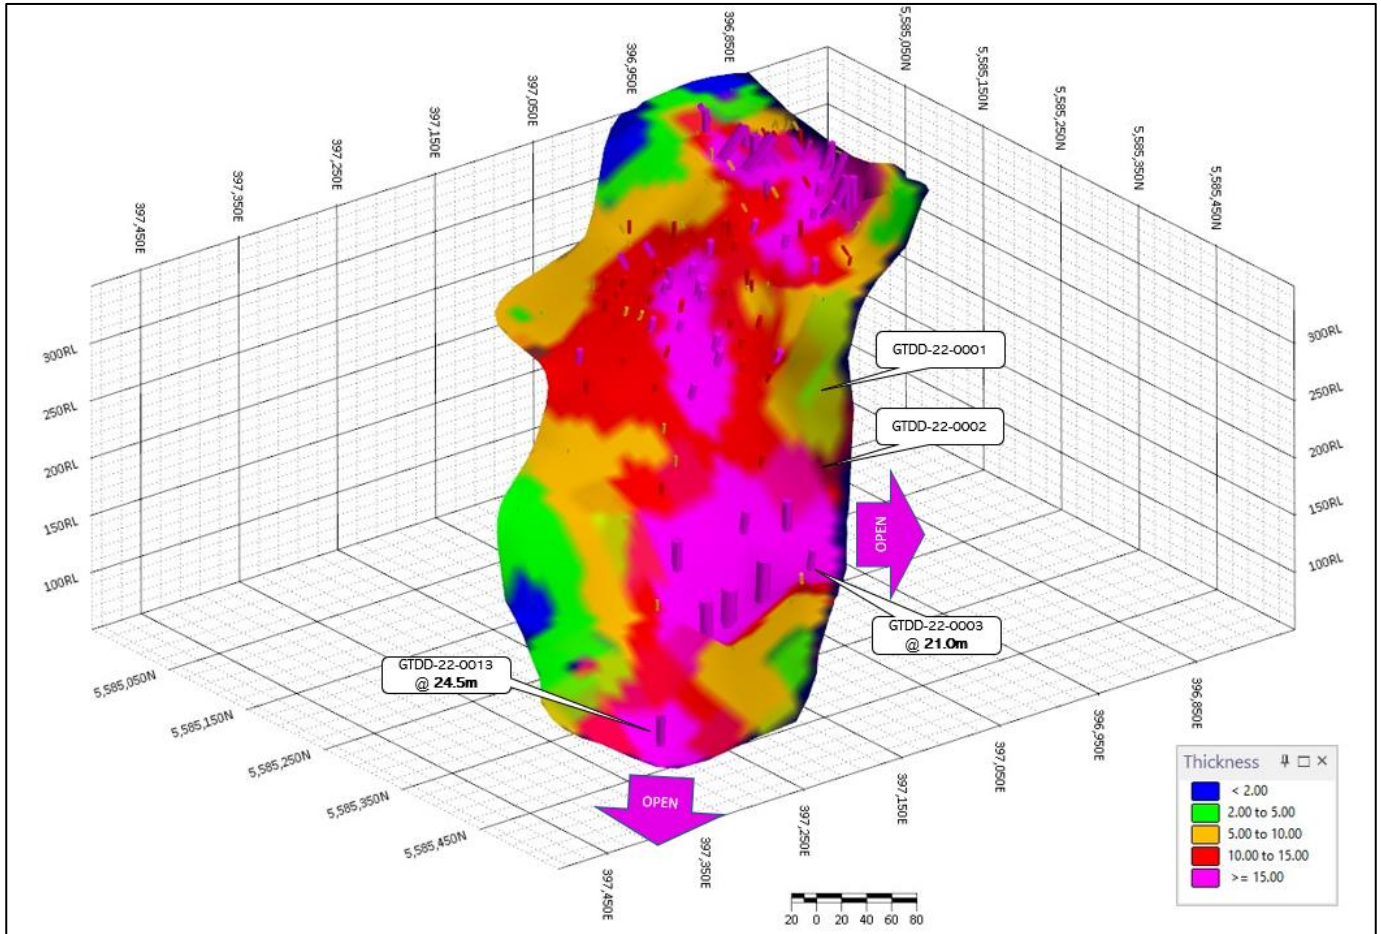 396,850E
5,585,050N
396,950E
5,585,150N
397,050E
5,585,250N
397,150E
5,585,350N
397,250E
5,585,450N
397,350E
397,450E
300RL
250RL
200RL
150RL
100RL
300RL
250RL
200RL
150RL
100RL
GTDD-22-0001
GTDD-22-0002
OPEN
GTDD-22-0003
@ 21.0m
GTDD-22-0013
@ 24.5m
OPEN
5,585,050N
5,585,150N
5,585,250N
5,585,350N
5,585,450N
396,850E
396,950E
397,050E
397,150E
397,250E
397,350E
397,450E
Thickness
< 2.00
2.00 to 5.00
5.00 to 10.00
10.00 to 15.00
>= 15.00
20 0 20 40 60 80